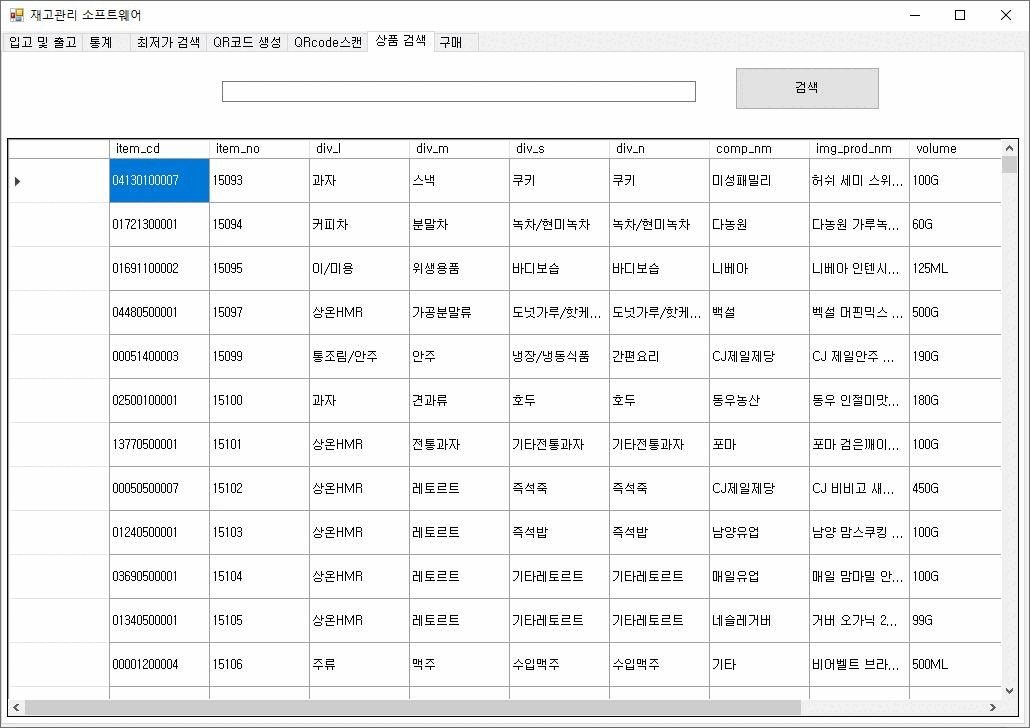 재고관리 소프트웨어
입고 및 출고 통계 최저가 검색 QR코드 생성 QRcode스캔 상품 검색 구매
검색
item_cd item_no div_l div_m div_s div_n comp_nm img_prod_nm volume
04130100007 15093 과자 스낵 쿠키 쿠키 미성패밀리 허쉬 세미 스위... 100G
01721300001 15094 커피차 분말차 녹차/현미녹차 녹차/현미녹차 다농원 다농원 가루녹... 60G
01691100002 15095 이/미용 위생용품 바디보습 바디보습 니베아 니베아 인텐시... 125ML
04480500001 15097 상온HMR 가공분말류 도넛가루/핫케... 도넛가루/핫케... 백설 벡셀 머핀믹스 ... 500G
00051400003 15099 통조림/안주 안주 냉장/냉동식품 간편요리 CJ제일제당 CJ 제일안주 ... 190G
02500100001 15100 과자 견과류 호두 호두 동우농산 동우 인절미맛... 180G
13770500001 15101 상온HMR 전통과자 기타전통과자 기타전통과자 포마 포마 검은깨이... 100G
00050500007 15102 상온HMR 레토르트 즉석죽 즉석죽 CJ제일제당 CJ 비비고 새... 450G
01240500001 15103 상온HMR 레토르트 즉석밥 즉석밥 남양유업 남양 맘스쿠킹 ... 100G
03690500001 15104 상온HMR 레토르트 기타레토르트 기타레토르트 매일유업 매일 맘마밀 안... 100G
01340500001 15105 상온HMR 레토르트 기타레토르트 기타레토르트 네슬레거버 거버 오가닉 2... 99G
00001200004 15106 주류 맥주 수입맥주 수입맥주 기타 비어벨트 브라... 500ML